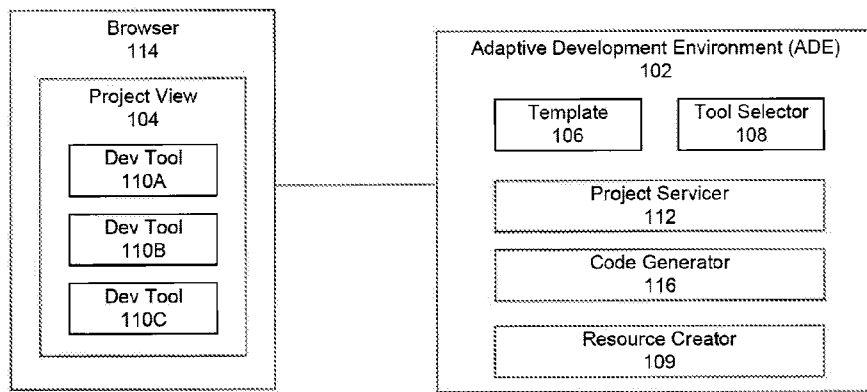 Browser
114
Project View
104
Dev Tool
110A
Dev Tool
110B
Dev Tool
110C
Adaptive Development Environment (ADE)
102
Template
106
Tool Selector
108
Project Servicer
112
Code Generator
116
Resource Creator
109